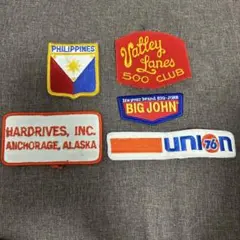 PHILIPPINES
Valley
Lanes
500 CLUB
BIG JOHN
HARDRIVES, INC.
ANCHORAGE, ALASKA
union
76